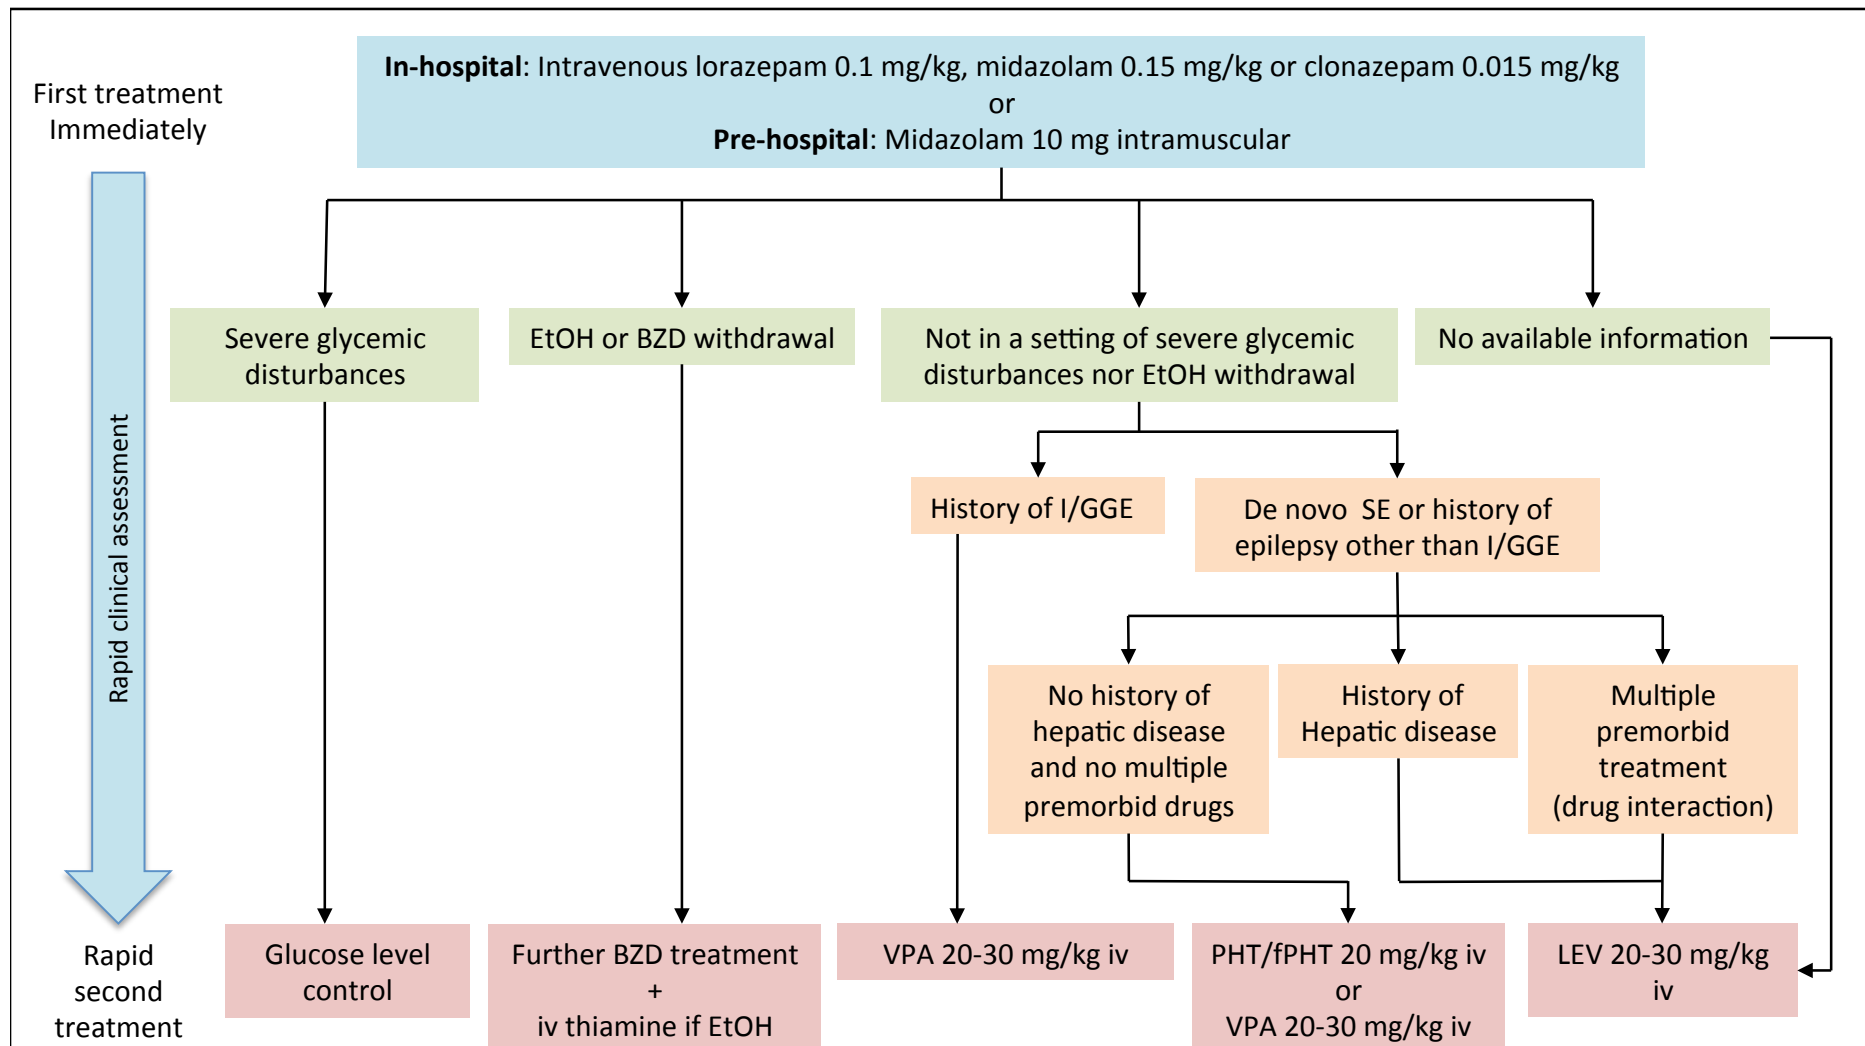 First treatment
Immediately
In-hospital: Intravenous lorazepam 0.1 mg/kg, midazolam 0.15 mg/kg or clonazepam 0.015 mg/kg
or
Pre-hospital: Midazolam 10 mg intramuscular
Rapid clinical assessment
Severe glycemic
disturbances
EtOH or BZD withdrawal
Not in a setting of severe glycemic
disturbances nor EtOH withdrawal
No available information
History of I/GGE
De novo  SE or history of
epilepsy other than I/GGE
No history of
hepatic disease
and no multiple
premorbid drugs
History of
Hepatic disease
Multiple
premorbid
treatment
(drug interaction)
Rapid
second
treatment
Glucose level
control
Further BZD treatment
+
iv thiamine if EtOH
VPA 20-30 mg/kg iv
PHT/fPHT 20 mg/kg iv
or
VPA 20-30 mg/kg iv
LEV 20-30 mg/kg
iv